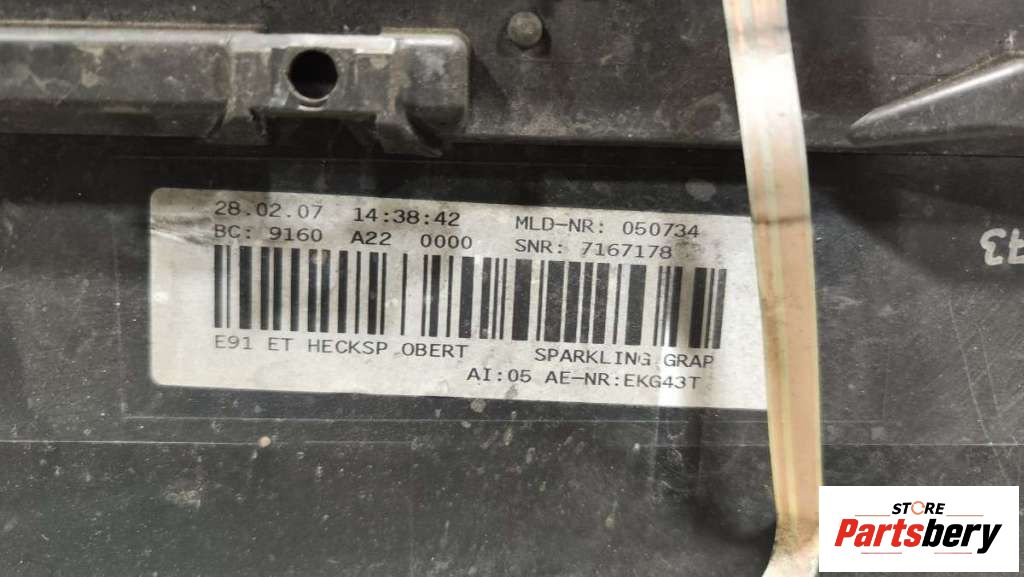 28.02.07 14:38:42 MLD-NR: 050734
BC: 9160 A22 0000 SNR: 7167178
E91 ET HECKSP OBERT SPARKLING GRAP
AI:05 AE-NR:EKG43T
STORE
Partsbery